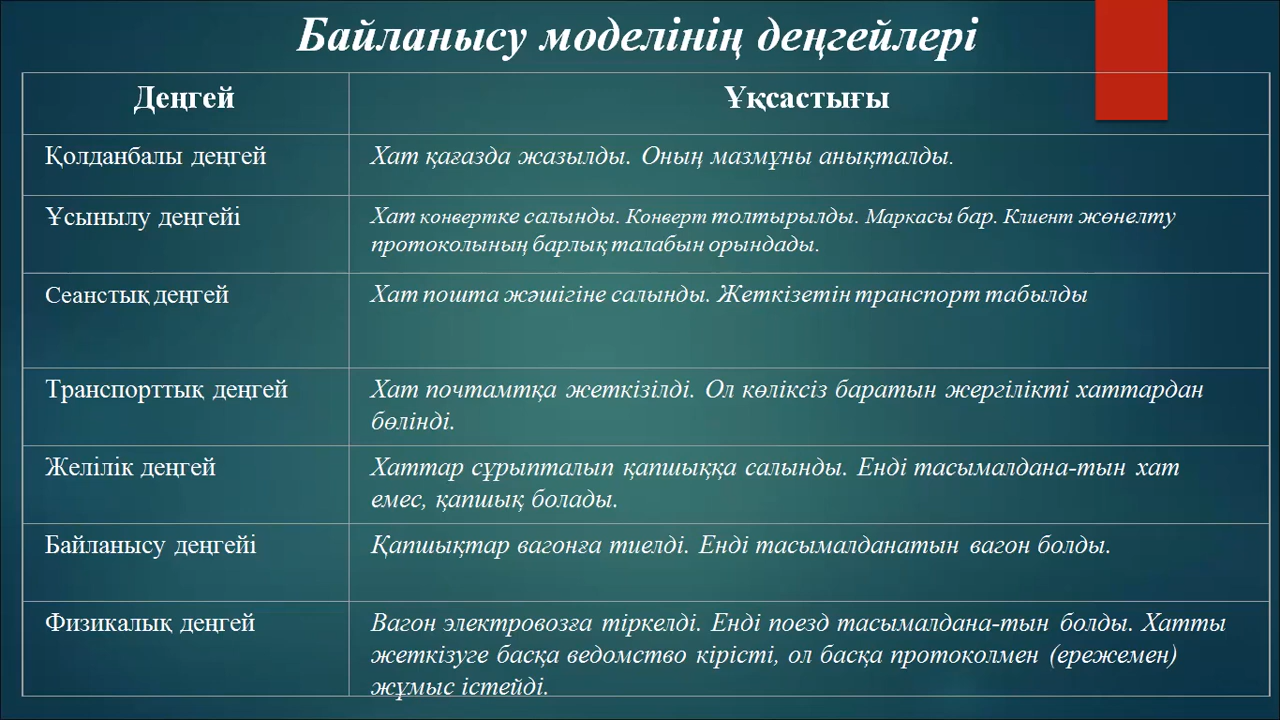 Байланысу моделінің деңгейлері
Деңгей
Ұқсастығы
Қолданбалы деңгей
Хат қағазда жазылды. Оның мазмұны анықталды.
Ұсынылу деңгейі
Хат конвертке салынды. Конверт толтырылды. Маркасы бар. Клиент жөнелту
протоколының барлық талабын орындады.
Сеанстық деңгей
Хат пошта жәшігіне салынды. Жеткізетін транспорт табылды
Транспорттық деңгей
Хат почтамтқа жеткізілді. Ол көліксіз баратын жергілікті хаттардан
бөлінді.
Желілік деңгей
Хаттар сұрыпталып қапшыққа салынды. Енді тасымалдана-тын хат
емес, қапшық болады.
Байланысу деңгейі
Қапшықтар вагонға тиелді. Енді тасымалданатын вагон болды.
Физикалық деңгей
Вагон электровозға тіркелді. Енді поезд тасымалдана-тын болды. Хатты
жеткізуге басқа ведомство кірісті, ол басқа протоколмен (ережемен)
жұмыс істейді.